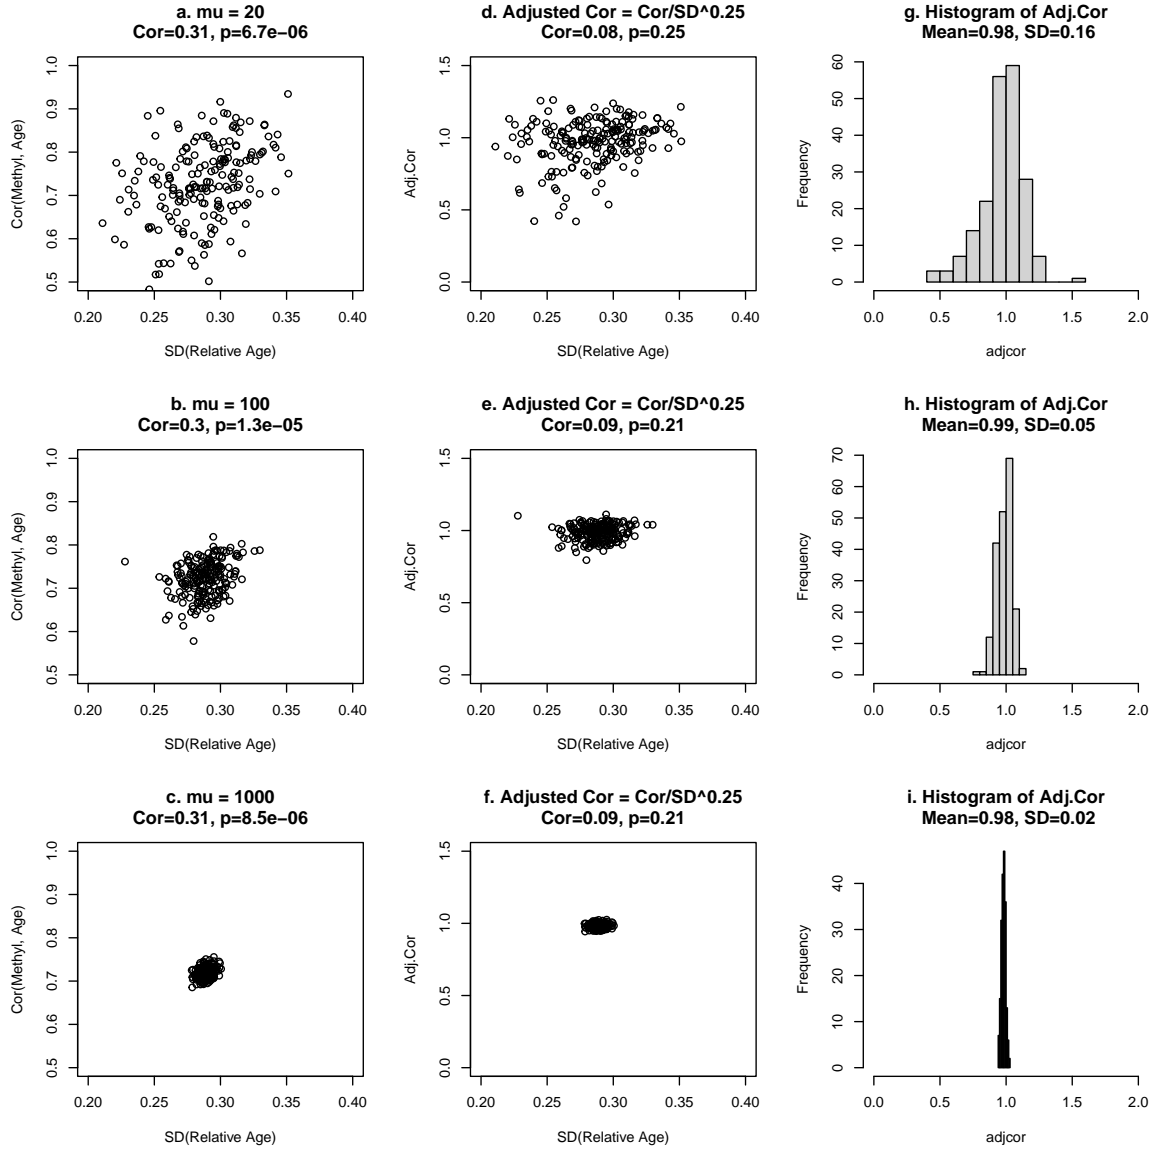 a. mu = 20
Cor=0.31, p=6.7e−06
Cor(Methyl, Age)
0.5 0.6 0.7 0.8 0.9 1.0
0.20 0.25 0.30 0.35 0.40
SD(Relative Age)
d. Adjusted Cor = Cor/SD^0.25
Cor=0.08, p=0.25
Adj.Cor
0.0 0.5 1.0 1.5
0.20 0.25 0.30 0.35 0.40
SD(Relative Age)
g. Histogram of Adj.Cor
Mean=0.98, SD=0.16
Frequency
0 10 20 30 40 50 60
0.0 0.5 1.0 1.5 2.0
adjcor
b. mu = 100
Cor=0.3, p=1.3e−05
Cor(Methyl, Age)
0.5 0.6 0.7 0.8 0.9 1.0
0.20 0.25 0.30 0.35 0.40
SD(Relative Age)
e. Adjusted Cor = Cor/SD^0.25
Cor=0.09, p=0.21
Adj.Cor
0.0 0.5 1.0 1.5
0.20 0.25 0.30 0.35 0.40
SD(Relative Age)
h. Histogram of Adj.Cor
Mean=0.99, SD=0.05
Frequency
0 10 20 30 40 50 60 70
0.0 0.5 1.0 1.5 2.0
adjcor
c. mu = 1000
Cor=0.31, p=8.5e−06
Cor(Methyl, Age)
0.5 0.6 0.7 0.8 0.9 1.0
0.20 0.25 0.30 0.35 0.40
SD(Relative Age)
f. Adjusted Cor = Cor/SD^0.25
Cor=0.09, p=0.21
Adj.Cor
0.0 0.5 1.0 1.5
0.20 0.25 0.30 0.35 0.40
SD(Relative Age)
i. Histogram of Adj.Cor
Mean=0.98, SD=0.02
Frequency
0 10 20 30 40
0.0 0.5 1.0 1.5 2.0
adjcor